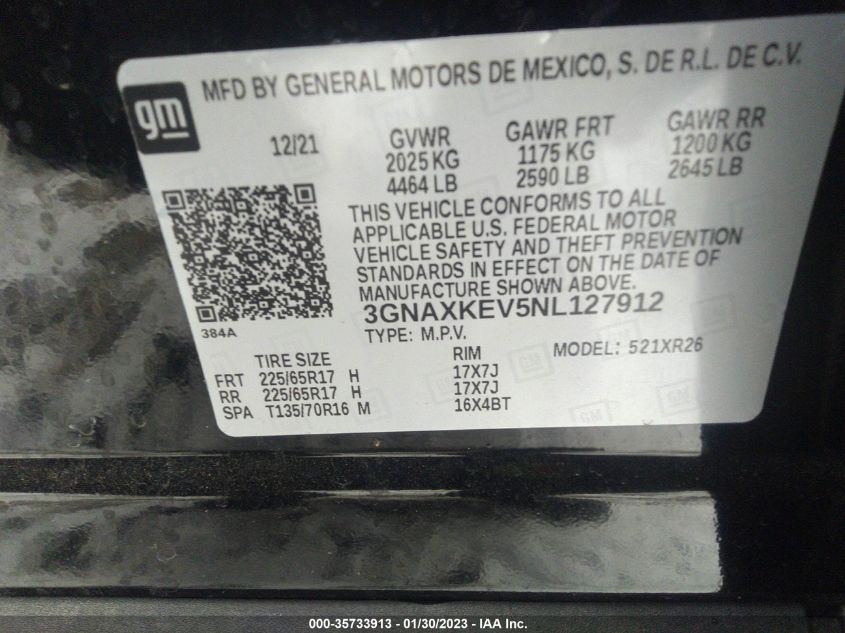 gm
MFD BY GENERAL MOTORS DE MEXICO, S. DE R.L. DE C.V.
12/21
GVWR GAWR FRT GAWR RR
2025 KG 1175 KG 1200 KG
4464 LB 2590 LB 2645 LB
THIS VEHICLE CONFORMS TO ALL
APPLICABLE U.S. FEDERAL MOTOR
VEHICLE SAFETY AND THEFT PREVENTION
STANDARDS IN EFFECT ON THE DATE OF
MANUFACTURE SHOWN ABOVE.
3GNAXKEV5NL127912
384A
TYPE: M.P.V. MODEL: 521XR26
TIRE SIZE RIM
FRT 225/65R17 H 17X7J
RR 225/65R17 H 17X7J
SPA T135/70R16 M 16X4BT
000-35733913 - 01/30/2023 - IAA Inc.